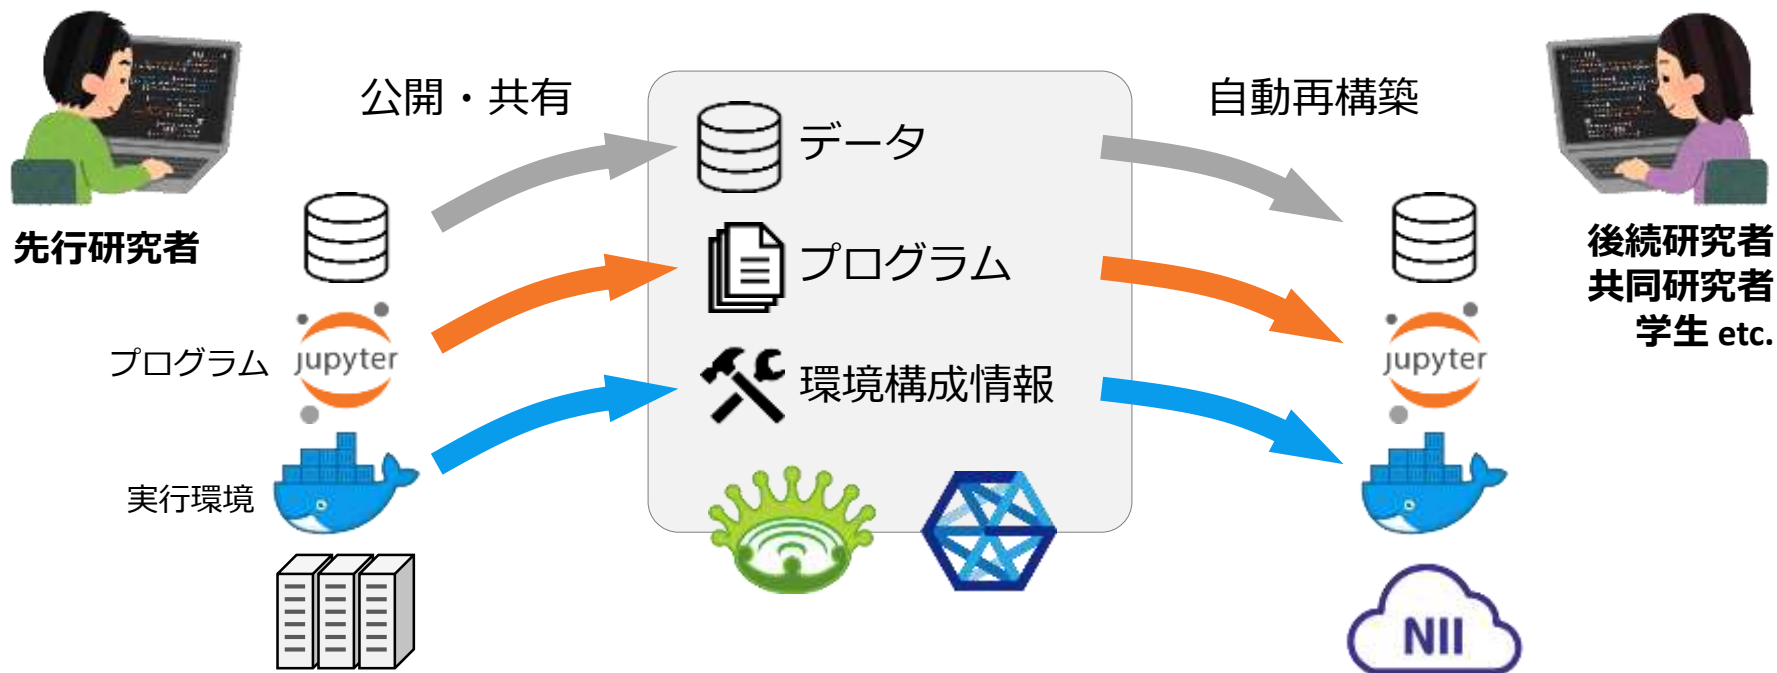 公開・共有
自動再構築
データ
プログラム
環境構成情報
先行研究者
プログラム
jupyter
実行環境
後続研究者
共同研究者
学生 etc.
jupyter
NII